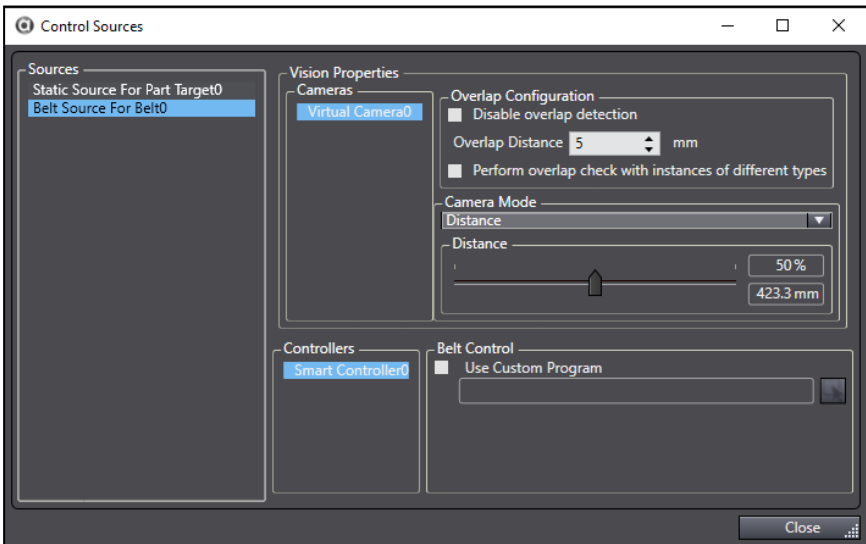 Control Sources
Sources
Static Source For Part Target0
Belt Source For Belt0
Vision Properties
Cameras
Virtual Camera0
Overlap Configuration
Disable overlap detection
Overlap Distance 5 mm
Perform overlap check with instances of different types
Camera Mode
Distance
Distance
50 %
423.3 mm
Controllers
Smart Controller0
Belt Control
Use Custom Program
Close